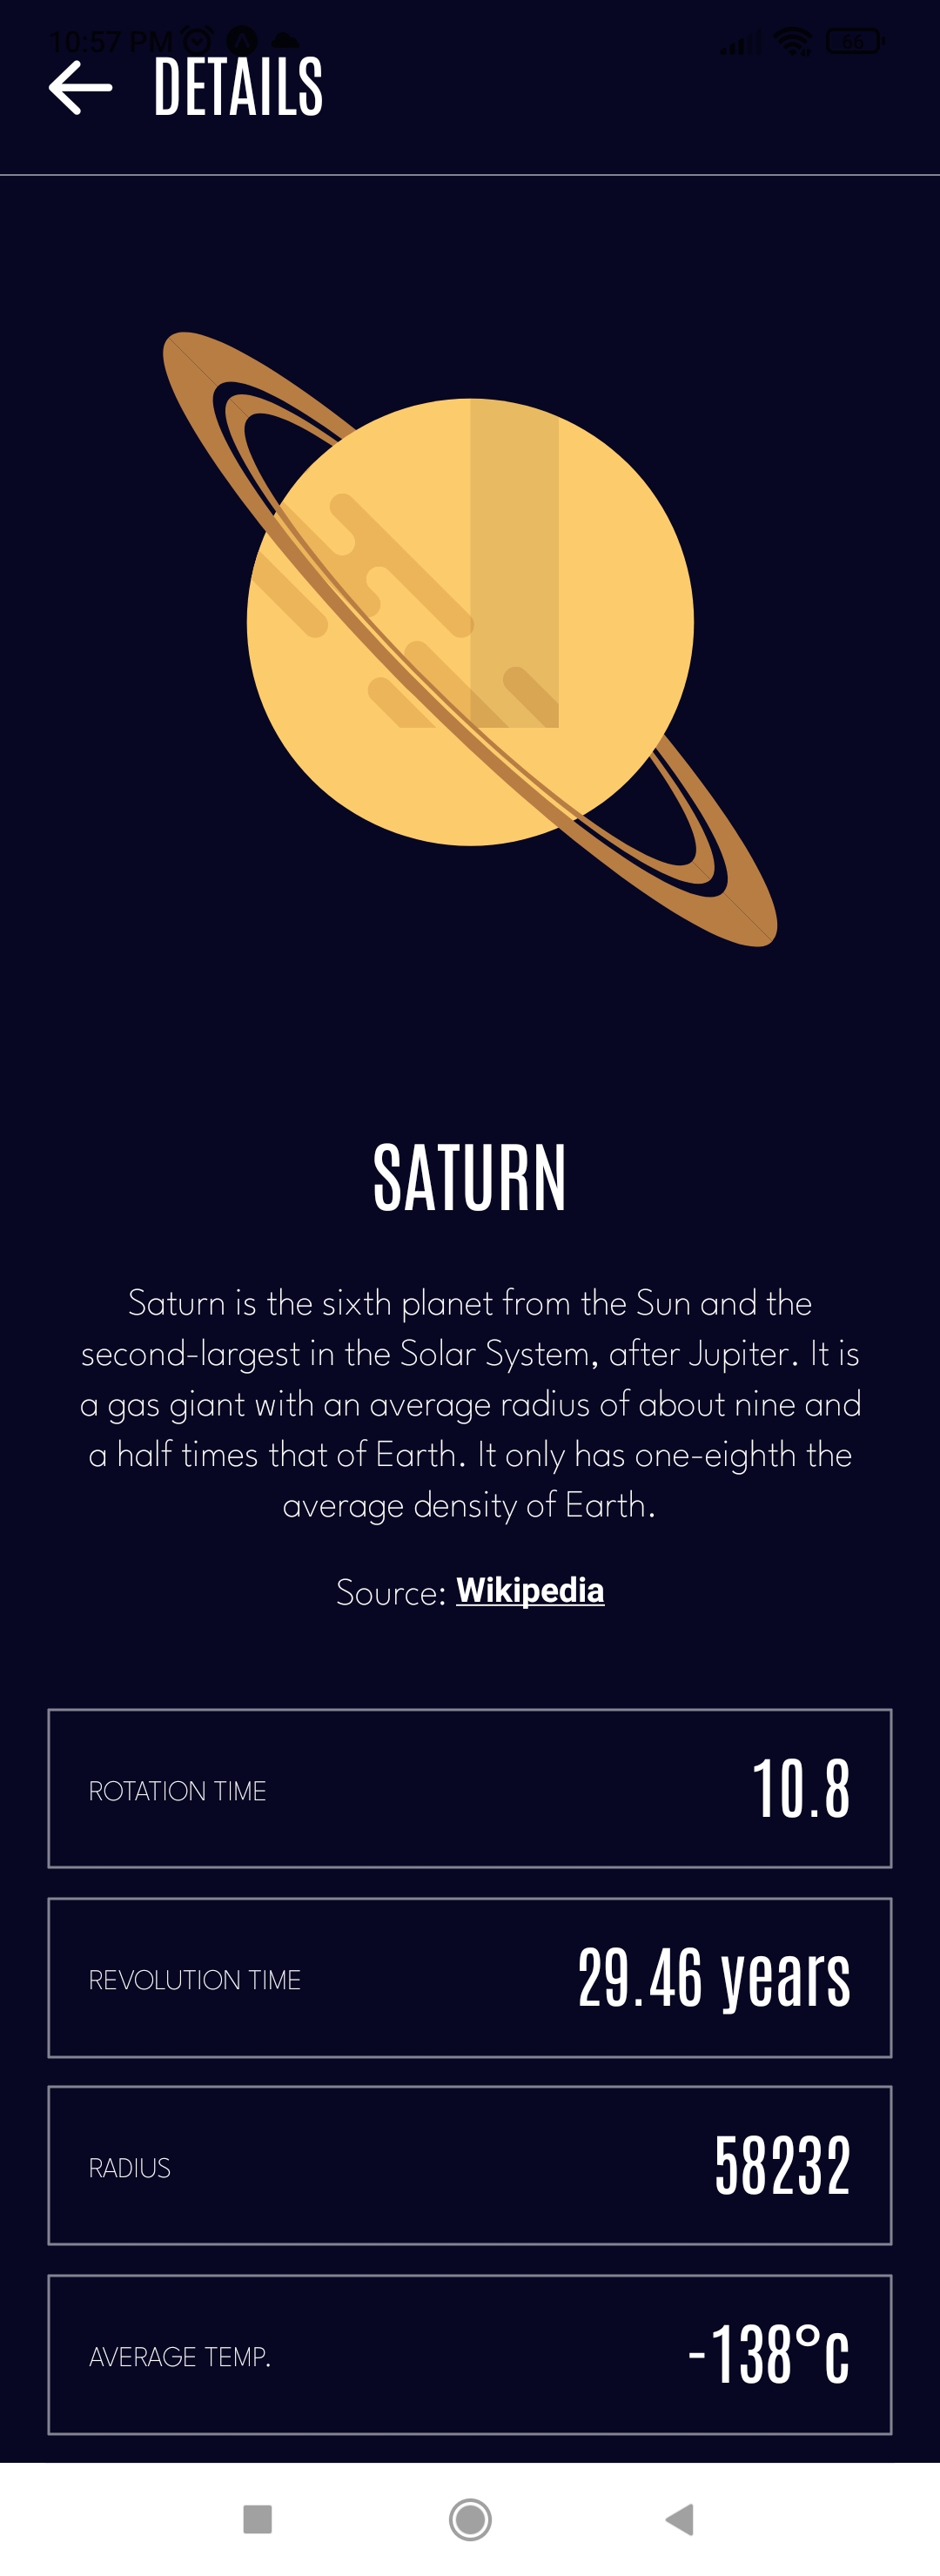 10:57 PM
66
DETAILS
SATURN
Saturn is the sixth planet from the Sun and the
second-largest in the Solar System, after Jupiter. It is
a gas giant with an average radius of about nine and
a half times that of Earth. It only has one-eighth the
average density of Earth.
Source: Wikipedia
ROTATION TIME 10.8
REVOLUTION TIME 29.46 years
RADIUS 58232
AVERAGE TEMP. -138°c